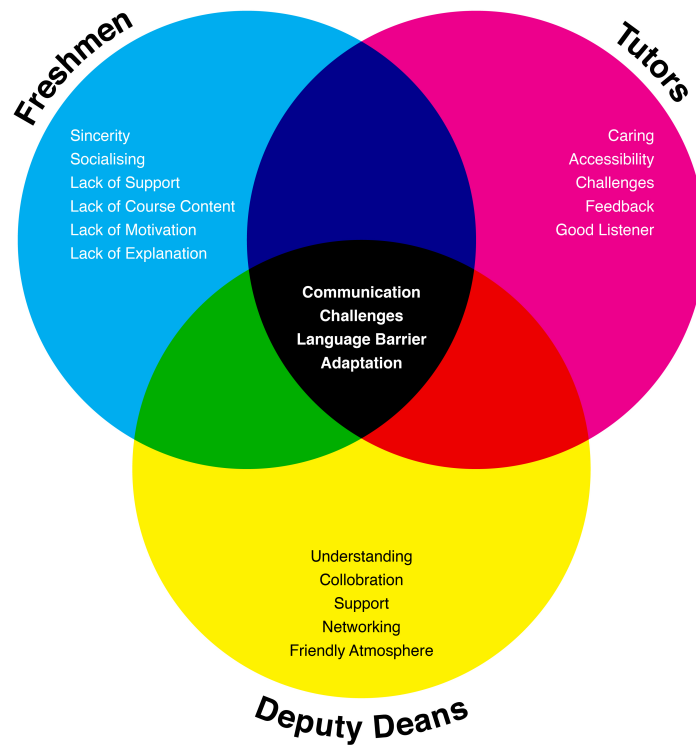 Freshmen
Tutors
Sincerity
Socialising
Lack of Support
Lack of Course Content
Lack of Motivation
Lack of Explanation
Caring
Accessibility
Challenges
Feedback
Good Listener
Communication
Challenges
Language Barrier
Adaptation
Understanding
Collobration
Support
Networking
Friendly Atmosphere
Deputy Deans